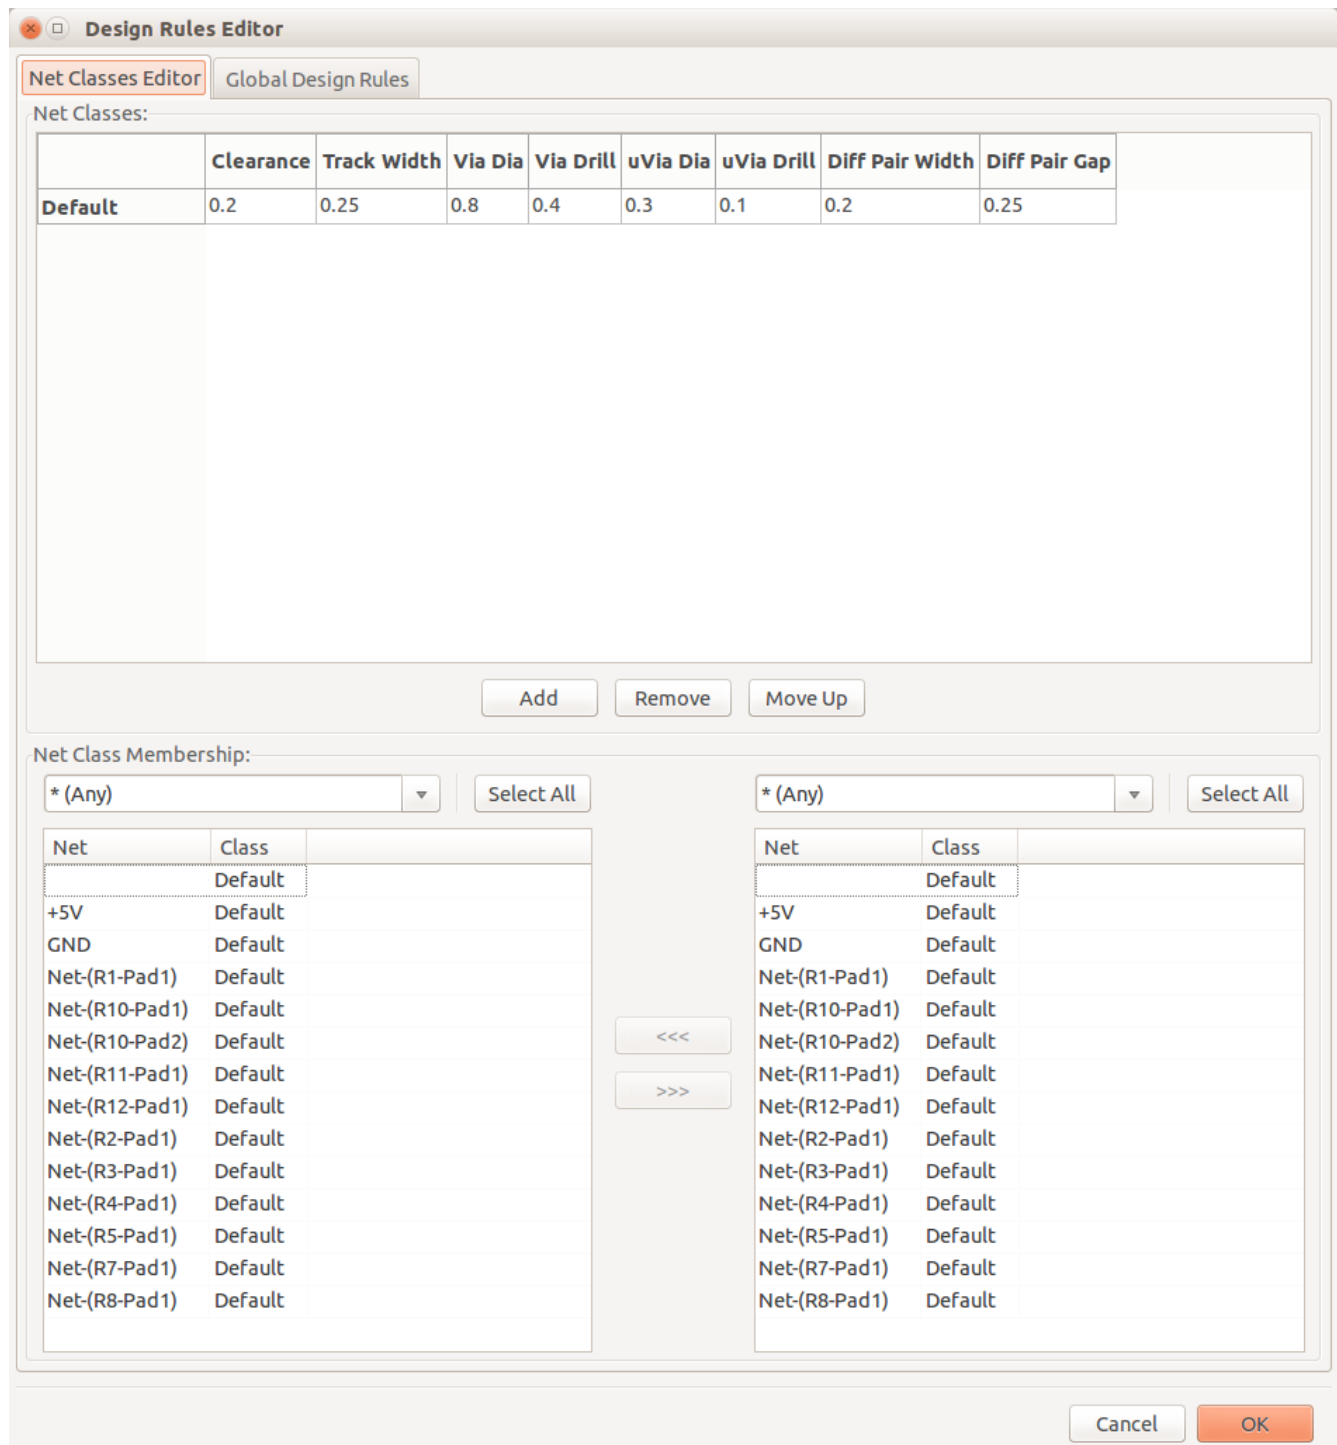 Design Rules Editor
Net Classes Editor Global Design Rules
Net Classes:
Clearance Track Width Via Dia Via Drill uVia Dia uVia Drill Diff Pair Width Diff Pair Gap
Default 0.2 0.25 0.8 0.4 0.3 0.1 0.2 0.25
Add Remove Move Up
Net Class Membership:
* (Any) Select All * (Any) Select All
Net Class Net Class
Default Default
+5V Default +5V Default
GND Default GND Default
Net-(R1-Pad1) Default Net-(R1-Pad1) Default
Net-(R10-Pad1) Default Net-(R10-Pad1) Default
Net-(R10-Pad2) Default <<< Net-(R10-Pad2) Default
Net-(R11-Pad1) Default Net-(R11-Pad1) Default
>>>
Net-(R12-Pad1) Default Net-(R12-Pad1) Default
Net-(R2-Pad1) Default Net-(R2-Pad1) Default
Net-(R3-Pad1) Default Net-(R3-Pad1) Default
Net-(R4-Pad1) Default Net-(R4-Pad1) Default
Net-(R5-Pad1) Default Net-(R5-Pad1) Default
Net-(R7-Pad1) Default Net-(R7-Pad1) Default
Net-(R8-Pad1) Default Net-(R8-Pad1) Default
Cancel OK